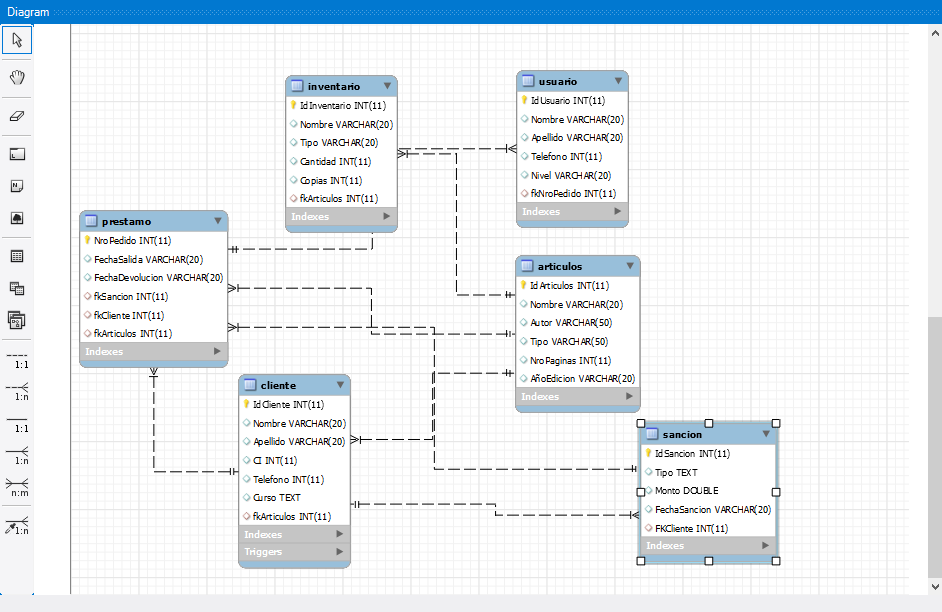 Diagram
inventario
IdInventario INT(11)
Nombre VARCHAR(20)
Tipo VARCHAR(20)
Cantidad INT(11)
Copias INT(11)
fkArticulos INT(11)
Indexes
usuario
IdUsuario INT(11)
Nombre VARCHAR(20)
Apellido VARCHAR(20)
Telefono INT(11)
Nivel VARCHAR(20)
fkNroPedido INT(11)
Indexes
prestamo
NroPedido INT(11)
FechaSalida VARCHAR(20)
FechaDevolucion VARCHAR(20)
fkSancion INT(11)
fkCliente INT(11)
fkArticulos INT(11)
Indexes
articulos
IdArticulos INT(11)
Nombre VARCHAR(20)
Autor VARCHAR(50)
Tipo VARCHAR(50)
NroPaginas INT(11)
AñoEdicion VARCHAR(20)
Indexes
cliente
IdCliente INT(11)
Nombre VARCHAR(20)
Apellido VARCHAR(20)
CI INT(11)
Telefono INT(11)
Curso TEXT
fkArticulos INT(11)
Indexes
Triggers
sancion
IdSancion INT(11)
Tipo TEXT
Monto DOUBLE
FechaSancion VARCHAR(20)
FKCliente INT(11)
Indexes
1:1
1:n
1:1
1:n
n:m
1:n